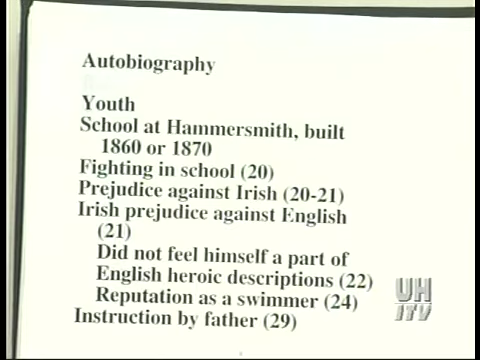 Autobiography
Youth
School at Hammersmith, built
1860 or 1870
Fighting in school (20)
Prejudice against Irish (20-21)
Irish prejudice against English
(21)
Did not feel himself a part of
English heroic descriptions (22)
Reputation as a swimmer (24)
Instruction by father (29)
UH
ITV